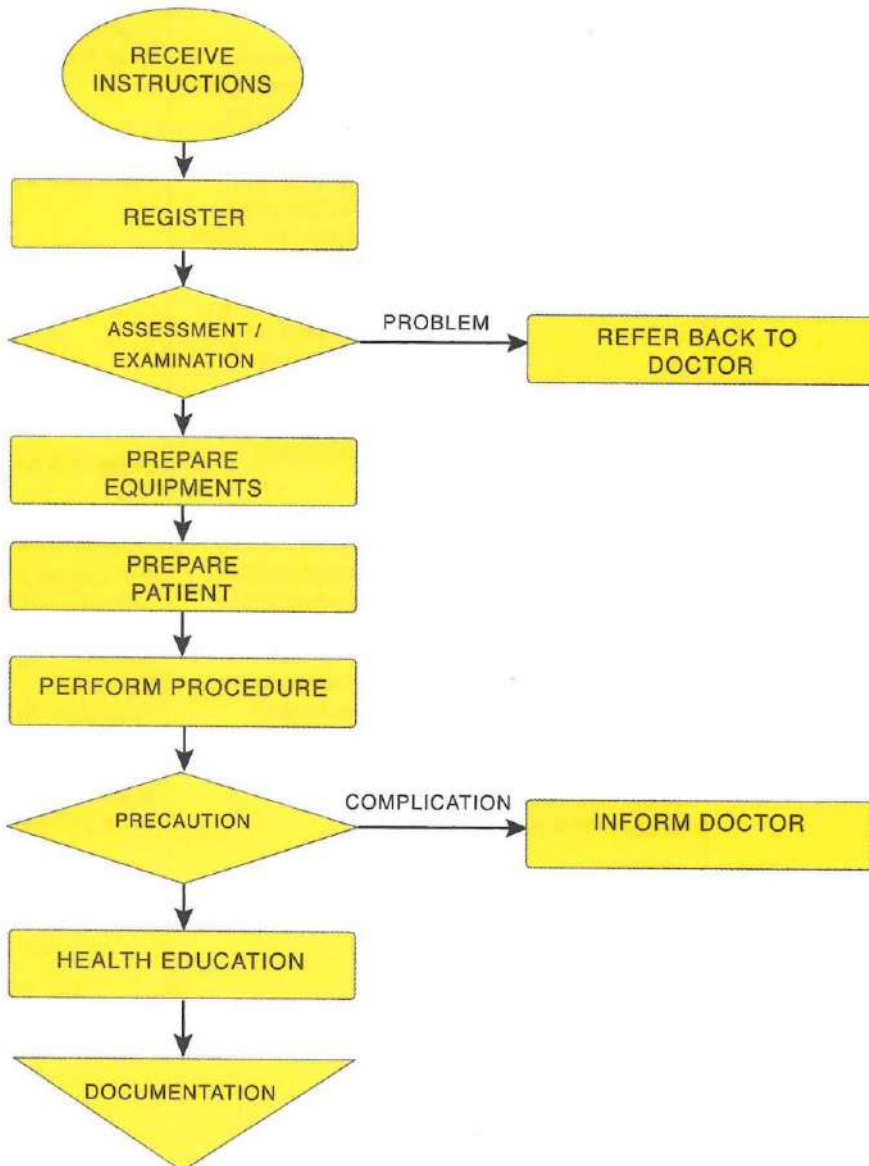 RECEIVE
INSTRUCTIONS
REGISTER
ASSESSMENT /
EXAMINATION
PROBLEM
REFER BACK TO
DOCTOR
PREPARE
EQUIPMENTS
PREPARE
PATIENT
PERFORM PROCEDURE
PRECAUTION
COMPLICATION
INFORM DOCTOR
HEALTH EDUCATION
DOCUMENTATION